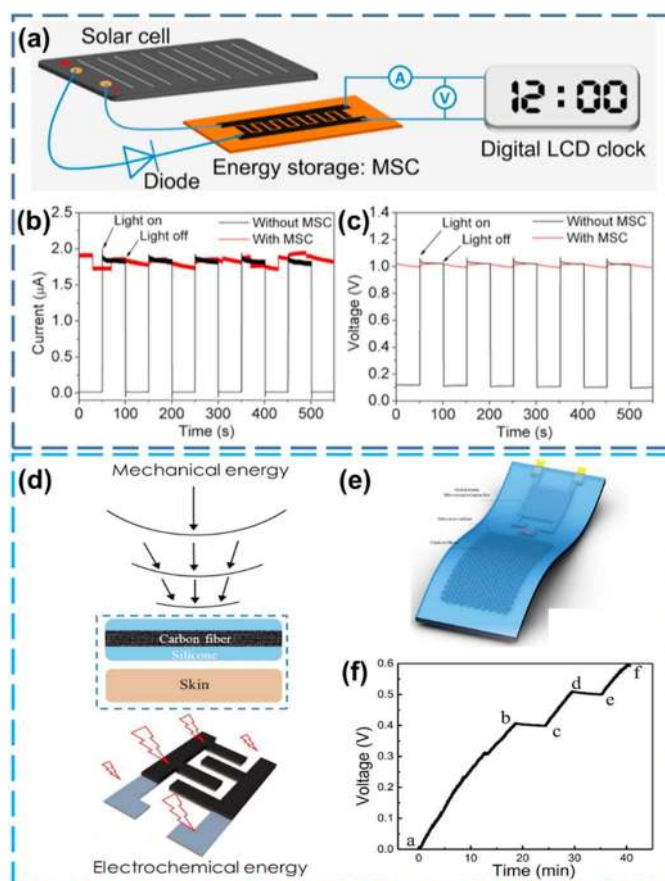 (a)
Solar cell
Diode
Energy storage: MSC
A
V
12:00
Digital LCD clock
(b)
Light on
Light off
Without MSC
With MSC
Current (μA)
2.5
2.0
1.5
1.0
0.5
0.0
0 100 200 300 400 500
Time (s)
(c)
Light on
Light off
Without MSC
With MSC
Voltage (V)
1.4
1.2
1.0
0.8
0.6
0.4
0.2
0.0
0 100 200 300 400 500
Time (s)
(d)
Mechanical energy
Carbon fiber
Silicone
Skin
Electrochemical energy
(e)
(f)
Voltage (V)
0.6
0.5
0.4
0.3
0.2
0.1
0.0
a
b
c
d
e
f
0 10 20 30 40
Time (min)